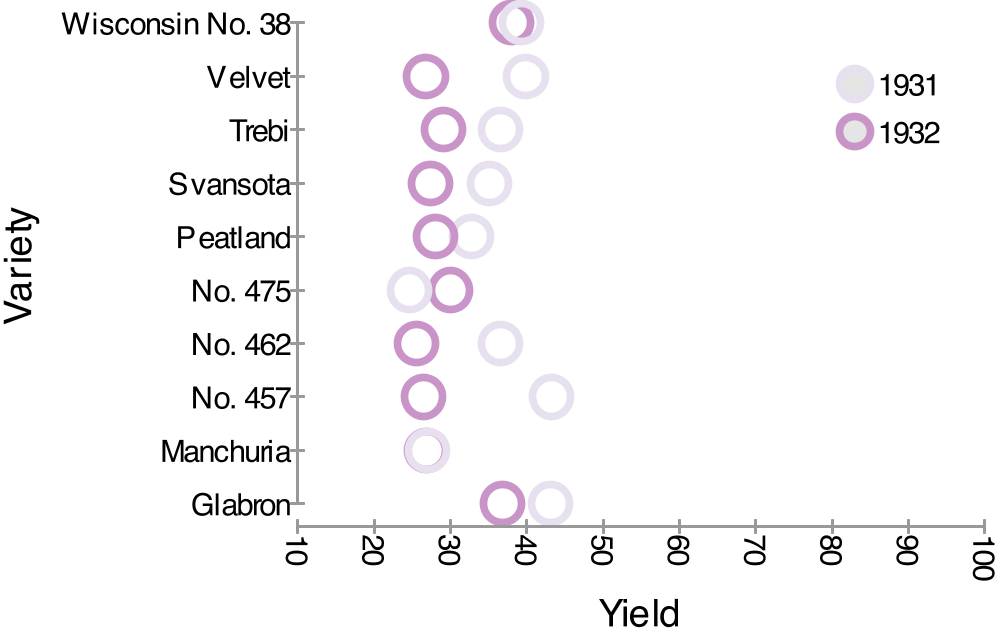 Wisconsin No. 38
Velvet
Trebi
Svansota
Peatland
No. 475
No. 462
No. 457
Manchuria
Glabron
Variety
1931
1932
10
20
30
40
50
60
70
80
90
100
Yield